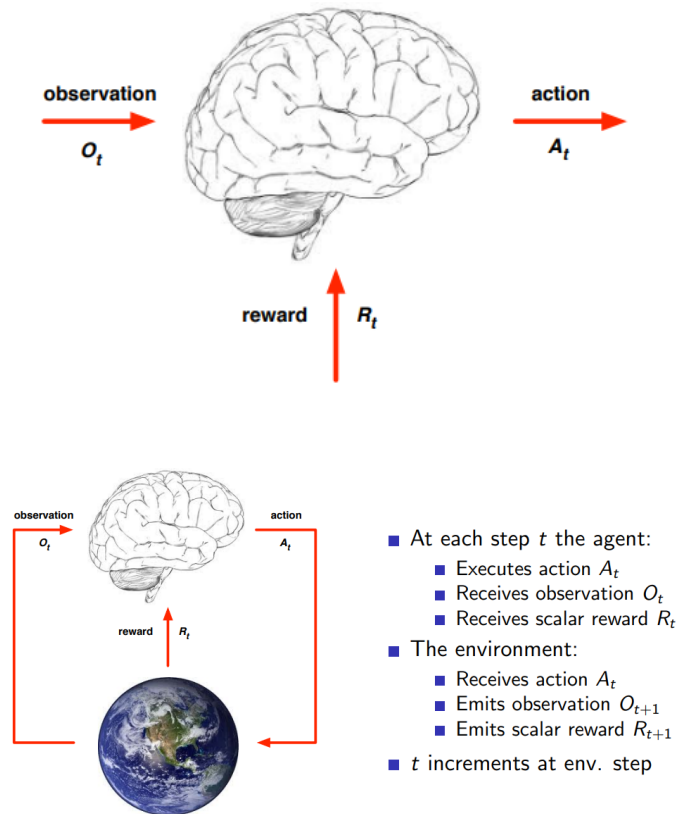 observation
action
O_t
A_t
reward
R_t
observation
action
O_t
A_t
reward
R_t
■ At each step t the agent:
■ Executes action A_t
■ Receives observation O_t
■ Receives scalar reward R_t
■ The environment:
■ Receives action A_t
■ Emits observation O_{t+1}
■ Emits scalar reward R_{t+1}
■ t increments at env. step